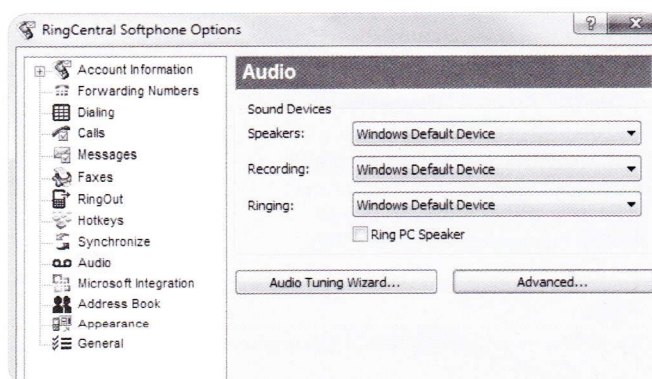 RingCentral Softphone Options
Account Information
Forwarding Numbers
Dialing
Calls
Messages
Faxes
RingOut
Hotkeys
Synchronize
Audio
Microsoft Integration
Address Book
Appearance
General
Audio
Sound Devices
Speakers: Windows Default Device
Recording: Windows Default Device
Ringing: Windows Default Device
Ring PC Speaker
Audio Tuning Wizard... Advanced...